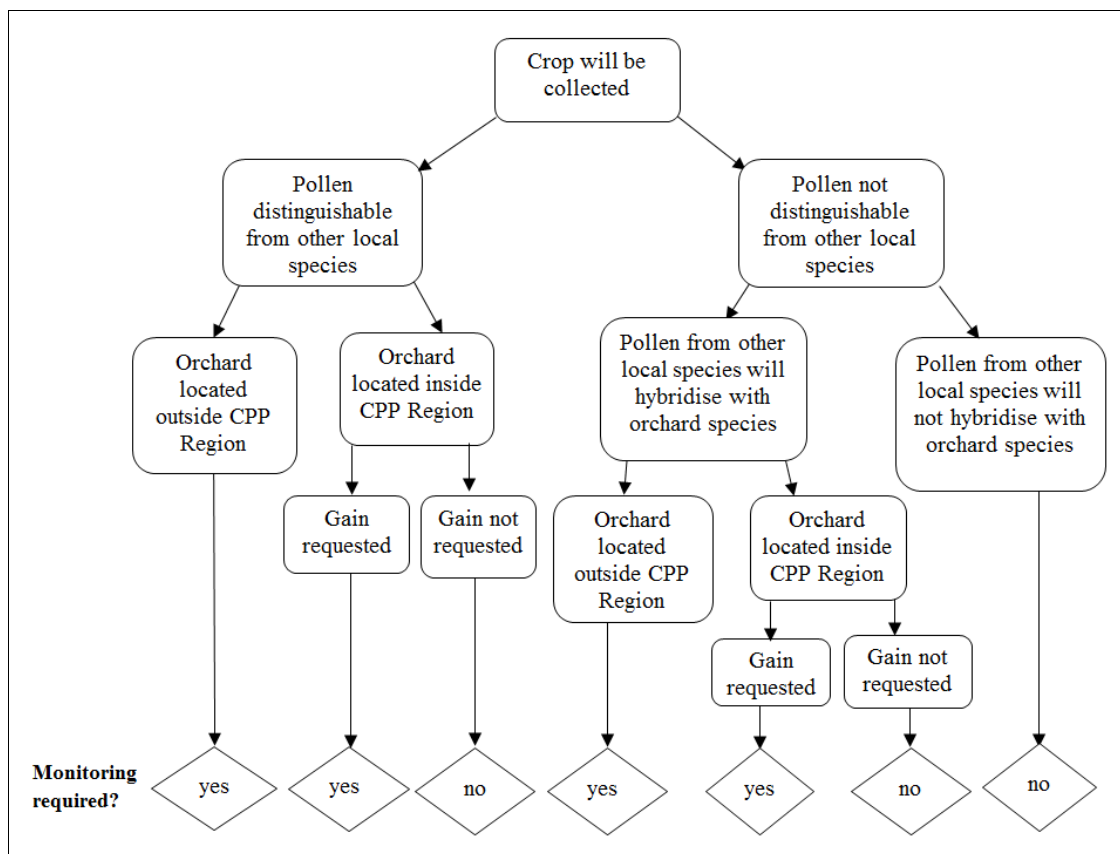 Crop will be
collected
Pollen
distinguishable
from other local
species
Pollen not
distinguishable
from other local
species
Orchard
located
outside CPP
Region
Orchard
located inside
CPP Region
Pollen from other
local species will
hybridise with
orchard species
Pollen from other
local species will
not hybridise with
orchard species
Gain
requested
Gain not
requested
Orchard
located
outside CPP
Region
Orchard
located inside
CPP Region
Gain
requested
Gain not
requested
Monitoring
required?
yes
yes
no
yes
yes
no
no